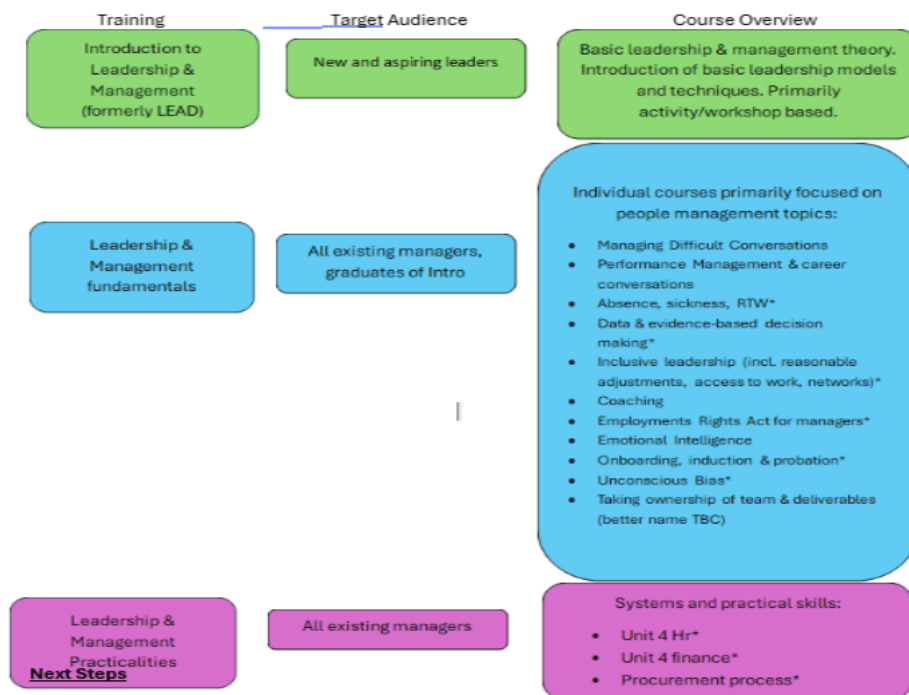 Training
Target Audience
Course Overview
Introduction to
Leadership &
Management
(formerly LEAD)
New and aspiring leaders
Basic leadership & management theory.
Introduction of basic leadership models
and techniques. Primarily
activity/workshop based.
Leadership &
Management
fundamentals
All existing managers,
graduates of Intro
Individual courses primarily focused on
people management topics:
• Managing Difficult Conversations
• Performance Management & career
conversations
• Absence, sickness, RTW*
• Data & evidence-based decision
making*
• Inclusive leadership (incl. reasonable
adjustments, access to work, networks)*
• Coaching
• Employments Rights Act for managers*
• Emotional Intelligence
• Onboarding, induction & probation*
• Unconscious Bias*
• Taking ownership of team & deliverables
(better name TBC)
Leadership &
Management
Practicalities
All existing managers
Systems and practical skills:
• Unit 4 Hr*
• Unit 4 finance*
• Procurement process*
Next Steps